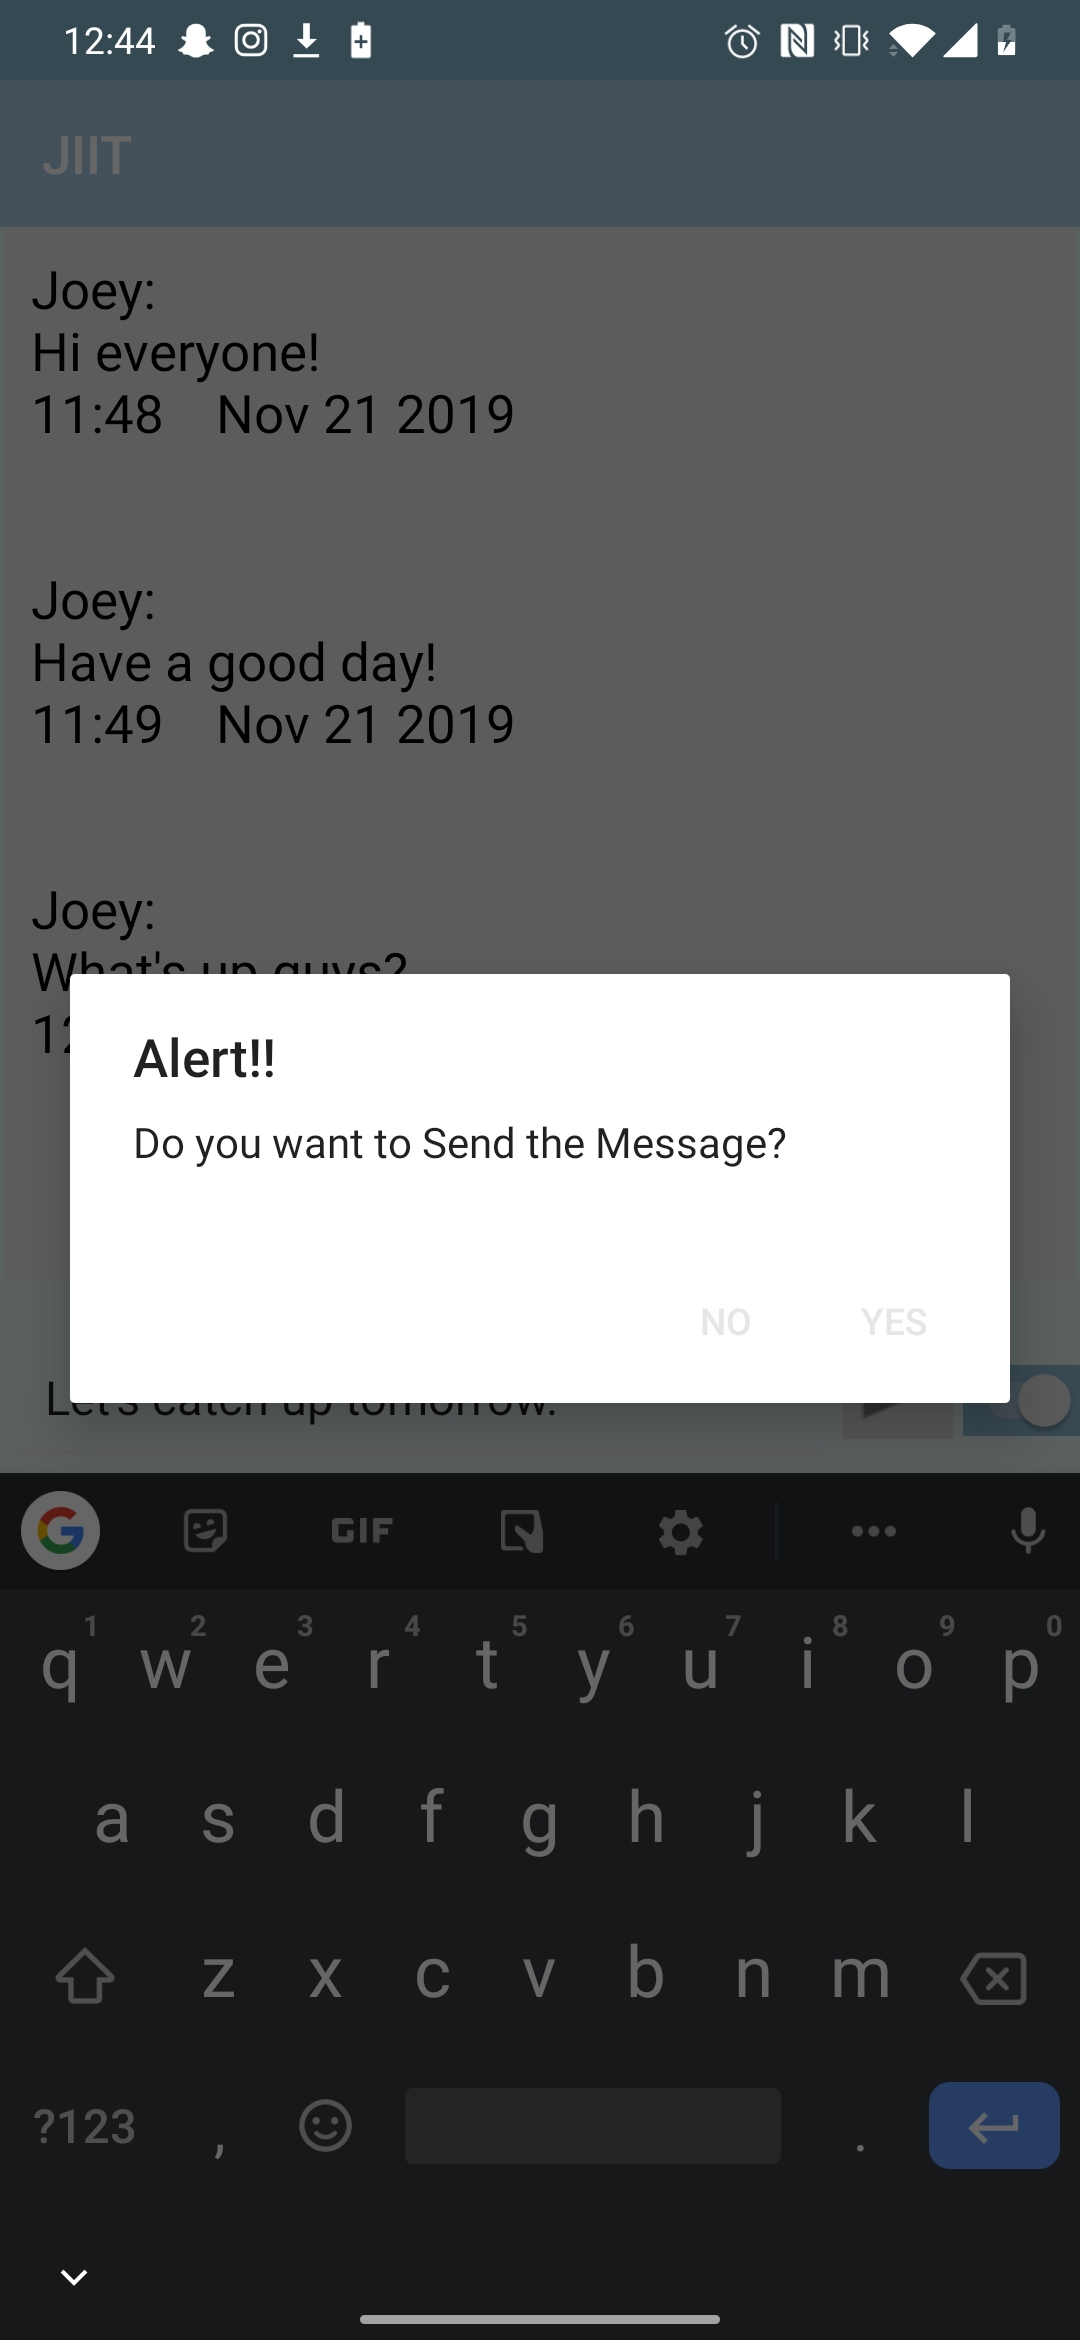 12:44
JIIT
Joey:
Hi everyone!
11:48 Nov 21 2019
Joey:
Have a good day!
11:49 Nov 21 2019
Joey:
What's up guys?
12
Alert!!
Do you want to Send the Message?
NO YES
Let's catch up tomorrow.
GIF
1 2 3 4 5 6 7 8 9 0
q w e r t y u i o p
a s d f g h j k l
z x c v b n m
?123 , .